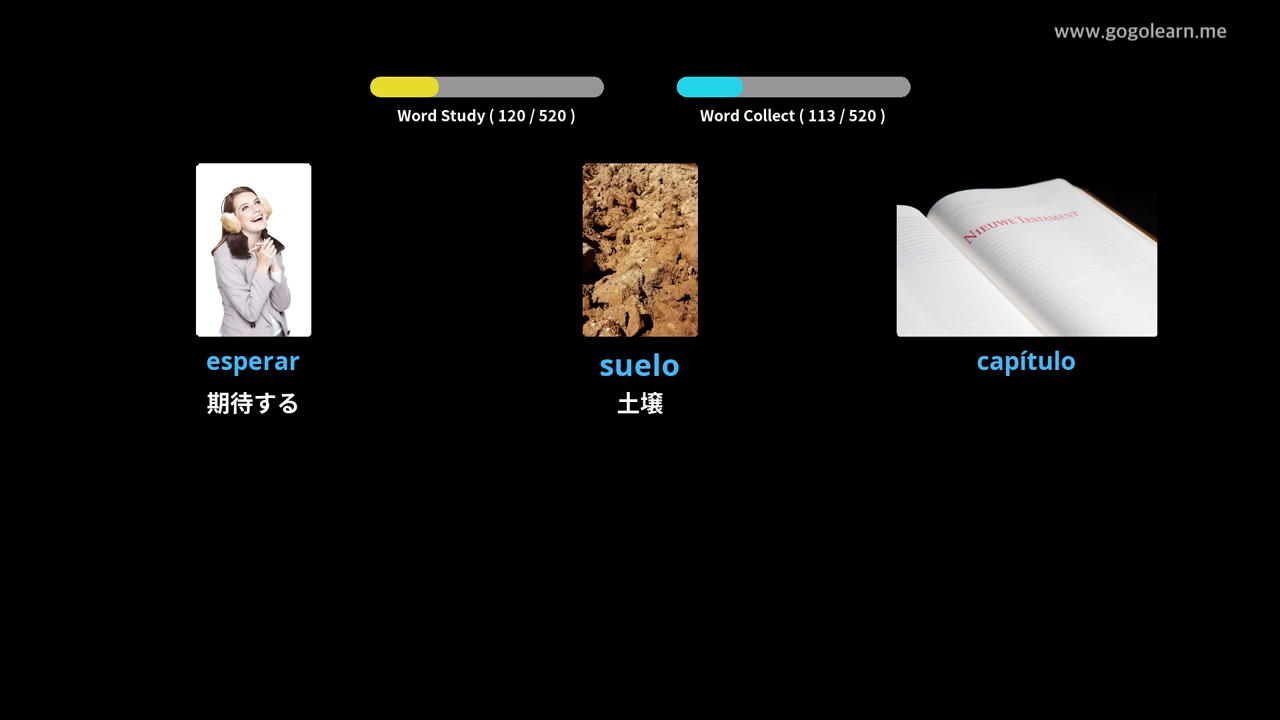 www.gogolearn.me
Word Study ( 120 / 520 )
Word Collect ( 113 / 520 )
NIEUWE TESTAMENT
esperar
suelo
capítulo
期待する
土壌